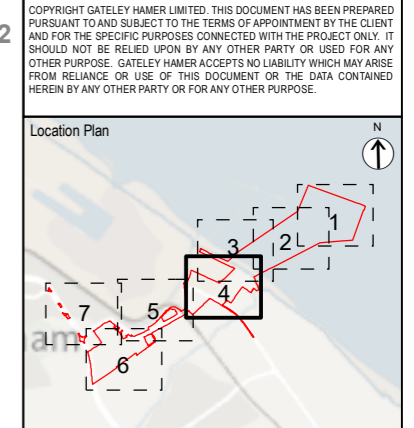 COPYRIGHT GATELEY HAMER LIMITED. THIS DOCUMENT HAS BEEN PREPARED
PURSUANT TO AND SUBJECT TO THE TERMS OF APPOINTMENT BY THE CLIENT
AND FOR THE SPECIFIC PURPOSES CONNECTED WITH THE PROJECT ONLY. IT
SHOULD NOT BE RELIED UPON BY ANY OTHER PARTY OR USED FOR ANY
OTHER PURPOSE. GATELEY HAMER ACCEPTS NO LIABILITY WHICH MAY ARISE
FROM RELIANCE OR USE OF THIS DOCUMENT OR THE DATA CONTAINED
HEREIN BY ANY OTHER PARTY OR FOR ANY OTHER PURPOSE.
2
Location Plan
N
1
2
3
4
5
7
am
6